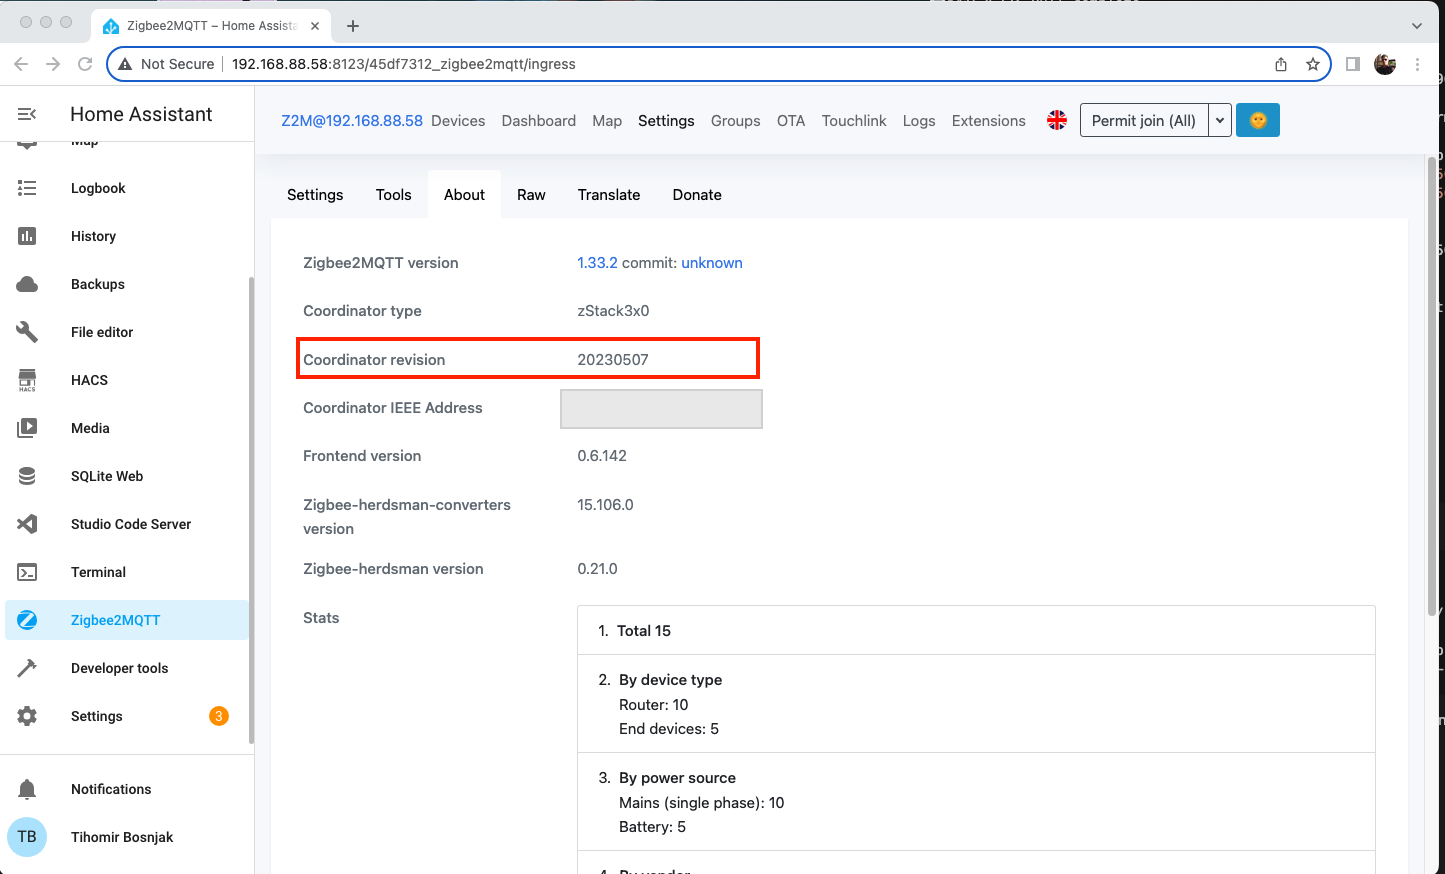 Zigbee2MQTT – Home Assista
Not Secure
192.168.88.58:8123/45df7312_zigbee2mqtt/ingress
Home Assistant
Map
Logbook
History
Backups
File editor
HACS
HACS
Media
SQLite Web
Studio Code Server
Terminal
Zigbee2MQTT
Developer tools
Settings
3
Notifications
TB
Tihomir Bosnjak
Z2M@192.168.88.58 Devices Dashboard Map Settings Groups OTA Touchlink Logs Extensions
Permit join (All)
Settings Tools About Raw Translate Donate
Zigbee2MQTT version 1.33.2 commit: unknown
Coordinator type zStack3x0
Coordinator revision 20230507
Coordinator IEEE Address
Frontend version 0.6.142
Zigbee-herdsman-converters version 15.106.0
Zigbee-herdsman version 0.21.0
Stats
1. Total 15
2. By device type
Router: 10
End devices: 5
3. By power source
Mains (single phase): 10
Battery: 5
4. By vendor